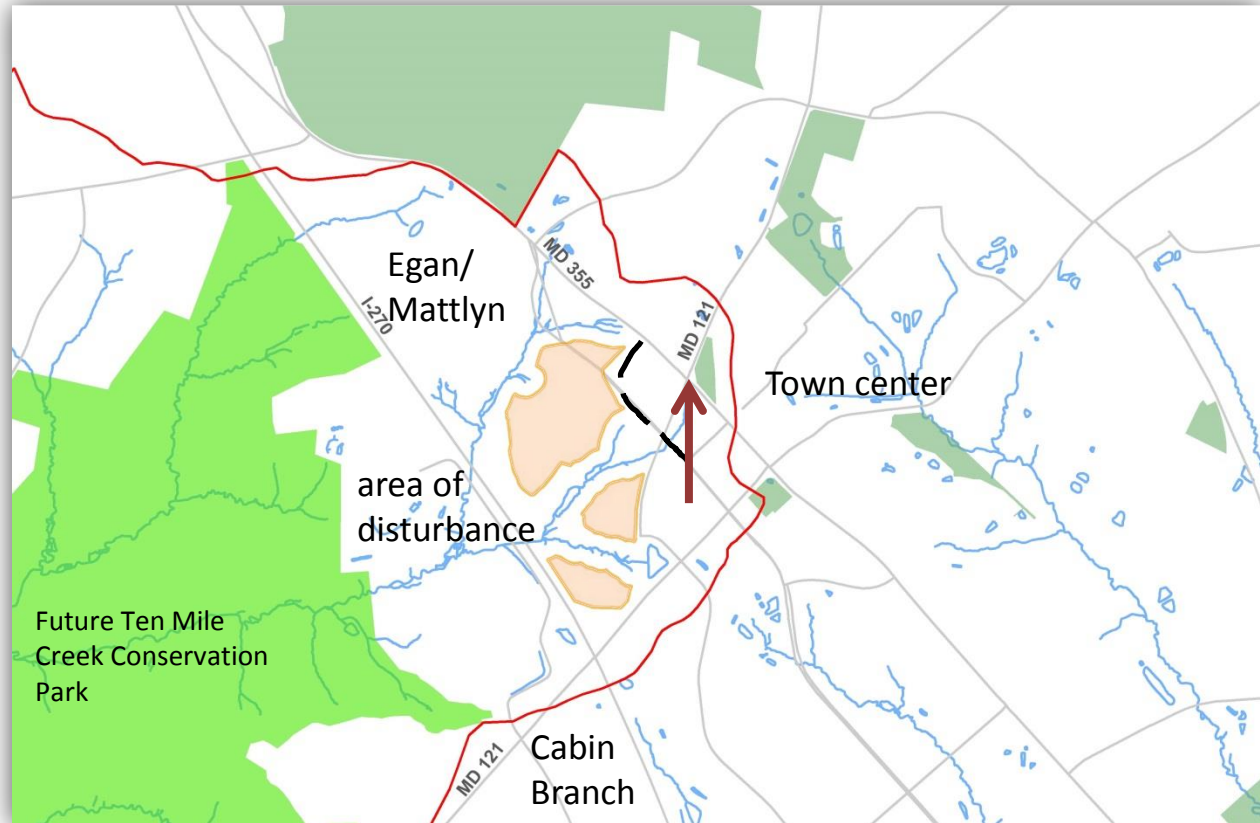 Egan/
Mattlyn
MD 355
I-270
MD 121
Town center
area of
disturbance
Future Ten Mile
Creek Conservation
Park
Cabin
Branch
MD 121